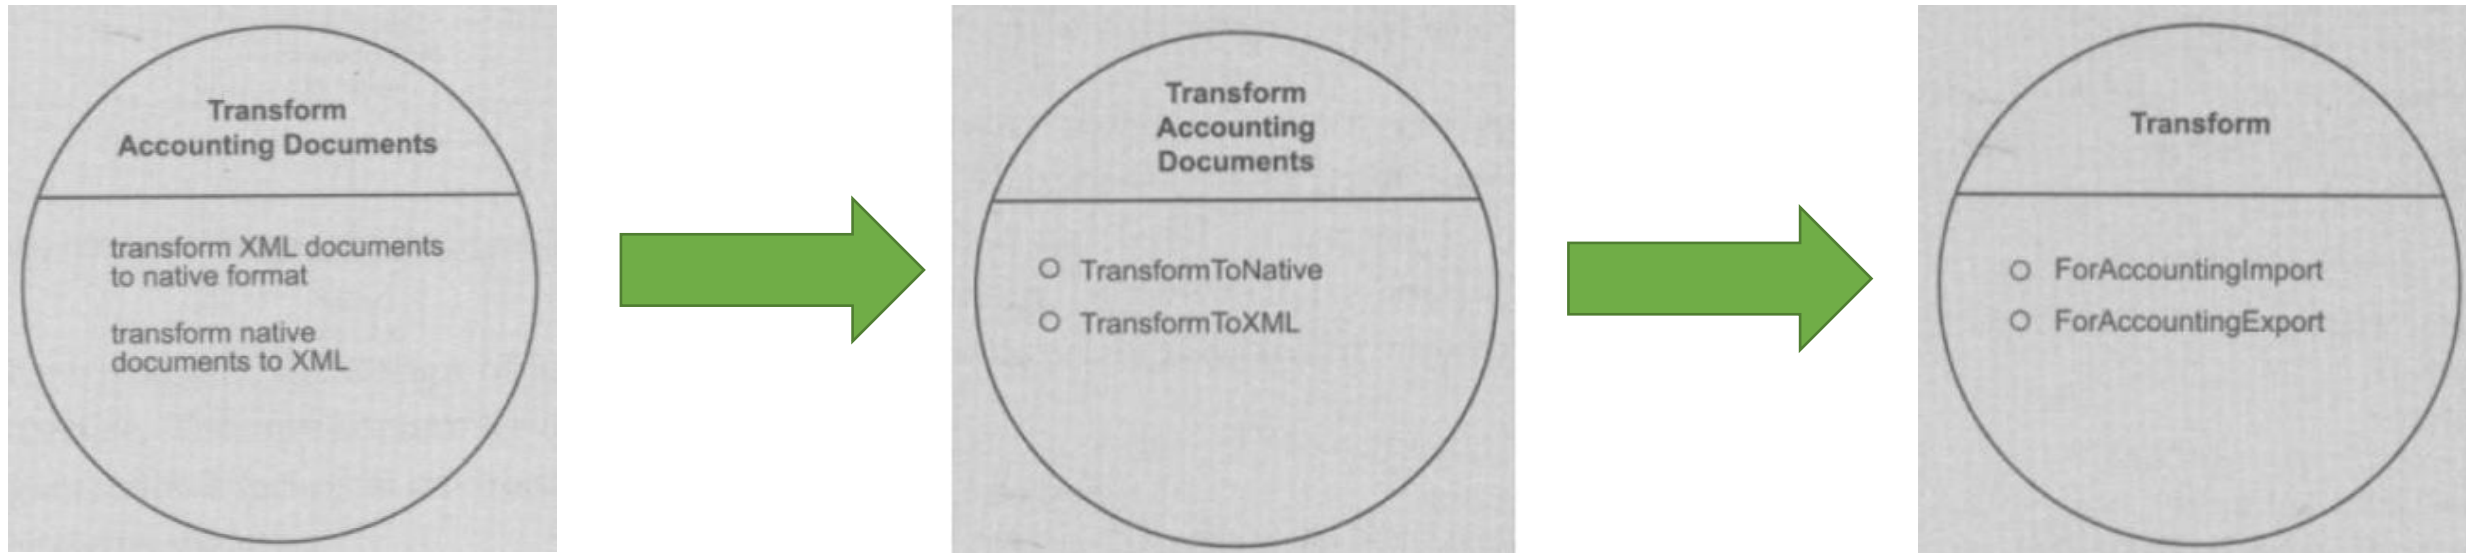 Transform
Accounting Documents
transform XML documents
to native format
transform native
documents to XML
Transform
Accounting
Documents
TransformToNative
TransformToXML
Transform
ForAccountingImport
ForAccountingExport